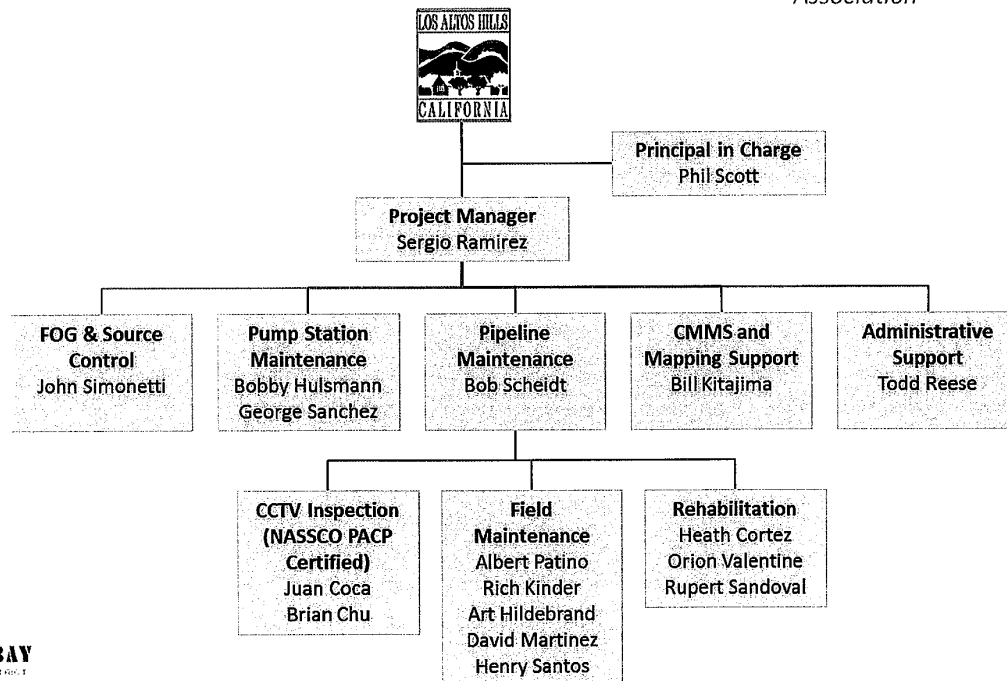 Association
LOS ALTOS HILLS
CALIFORNIA
Principal in Charge
Phil Scott
Project Manager
Sergio Ramirez
FOG & Source
Control
John Simonetti
Pump Station
Maintenance
Bobby Hulsmann
George Sanchez
Pipeline
Maintenance
Bob Scheidt
CMMS and
Mapping Support
Bill Kitajima
Administrative
Support
Todd Reese
CCTV Inspection
(NASSCO PACP
Certified)
Juan Coca
Brian Chu
Field
Maintenance
Albert Patino
Rich Kinder
Art Hildebrand
David Martinez
Henry Santos
Rehabilitation
Heath Cortez
Orion Valentine
Rupert Sandoval
BAY